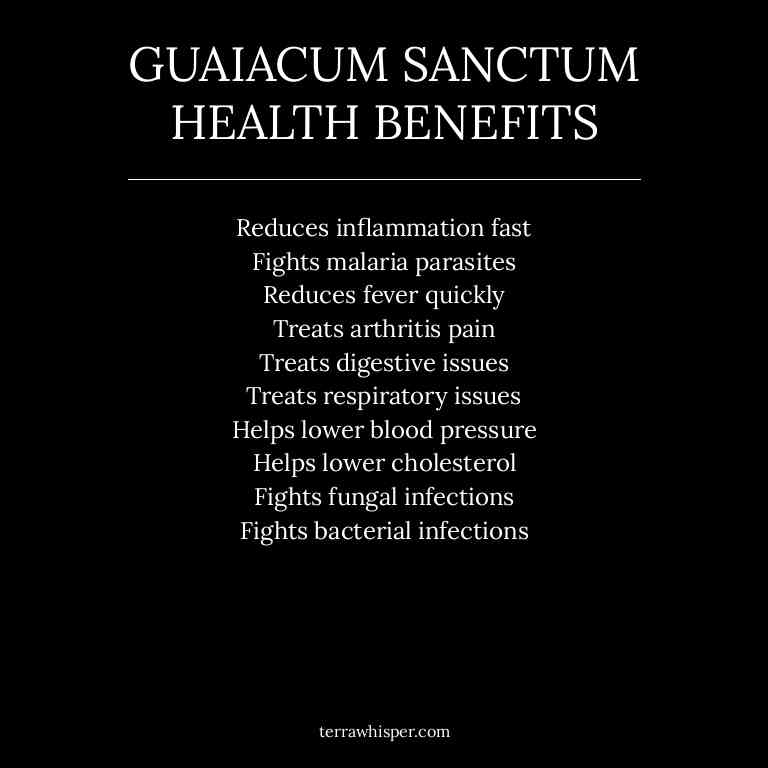 GUAIACUM SANCTUM
HEALTH BENEFITS
Reduces inflammation fast
Fights malaria parasites
Reduces fever quickly
Treats arthritis pain
Treats digestive issues
Treats respiratory issues
Helps lower blood pressure
Helps lower cholesterol
Fights fungal infections
Fights bacterial infections
terrawhisper.com